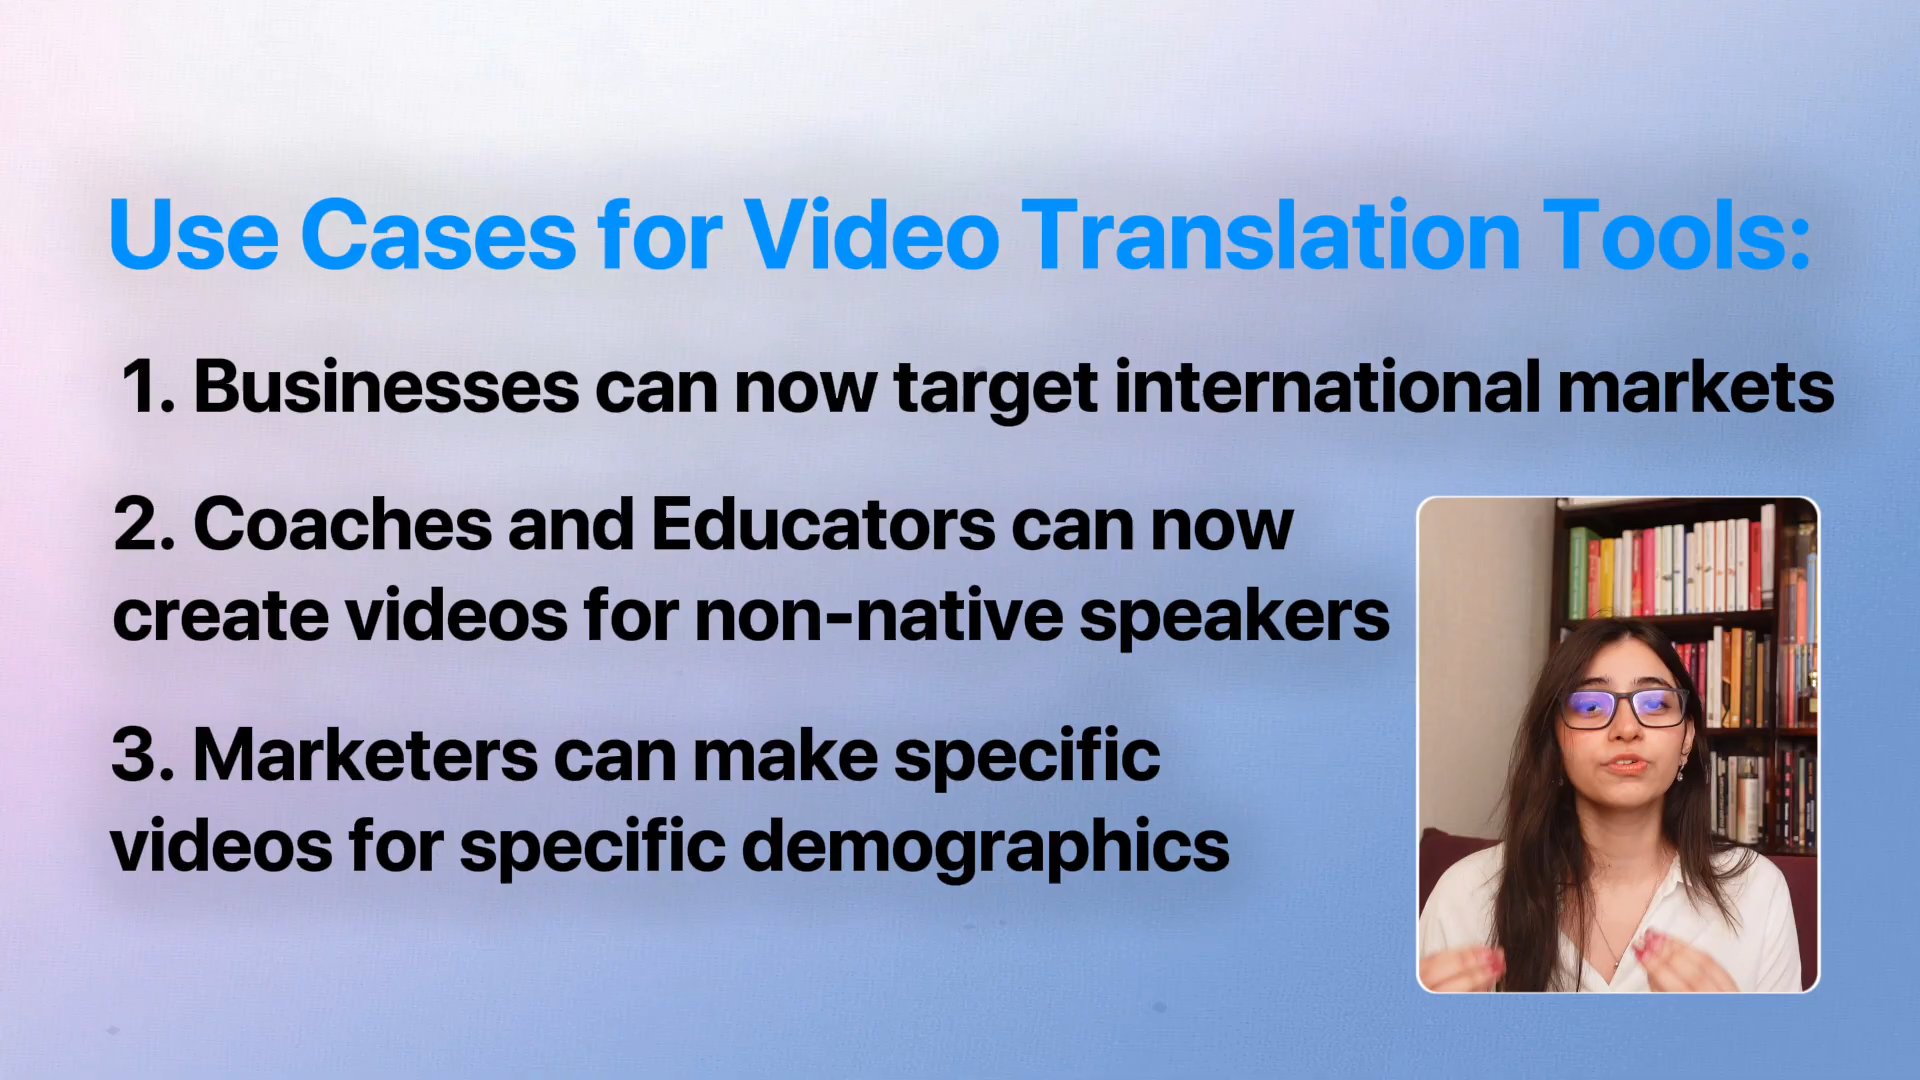 Use Cases for Video Translation Tools:
1. Businesses can now target international markets
2. Coaches and Educators can now
create videos for non-native speakers
3. Marketers can make specific
videos for specific demographics